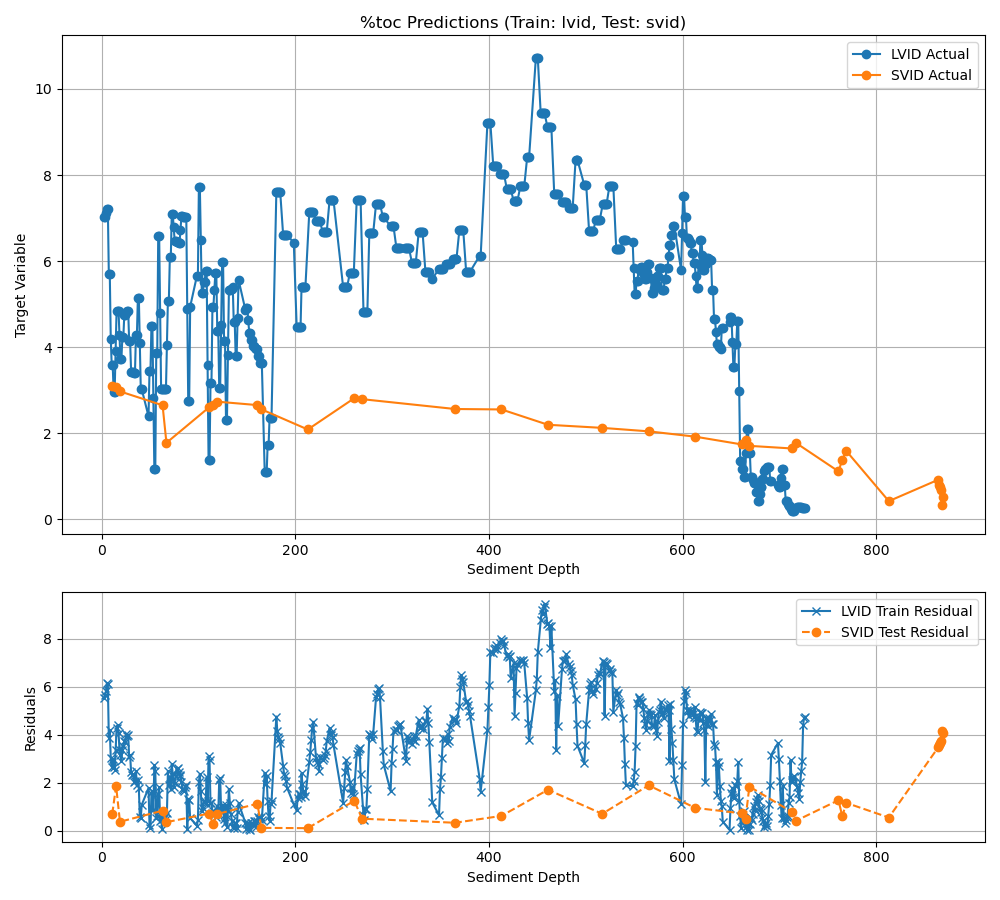 %toc Predictions (Train: lvid, Test: svid)
LVID Actual
SVID Actual
Target Variable
10
8
6
4
2
0
0 200 400 600 800
Sediment Depth
LVID Train Residual
SVID Test Residual
Residuals
8
6
4
2
0
0 200 400 600 800
Sediment Depth